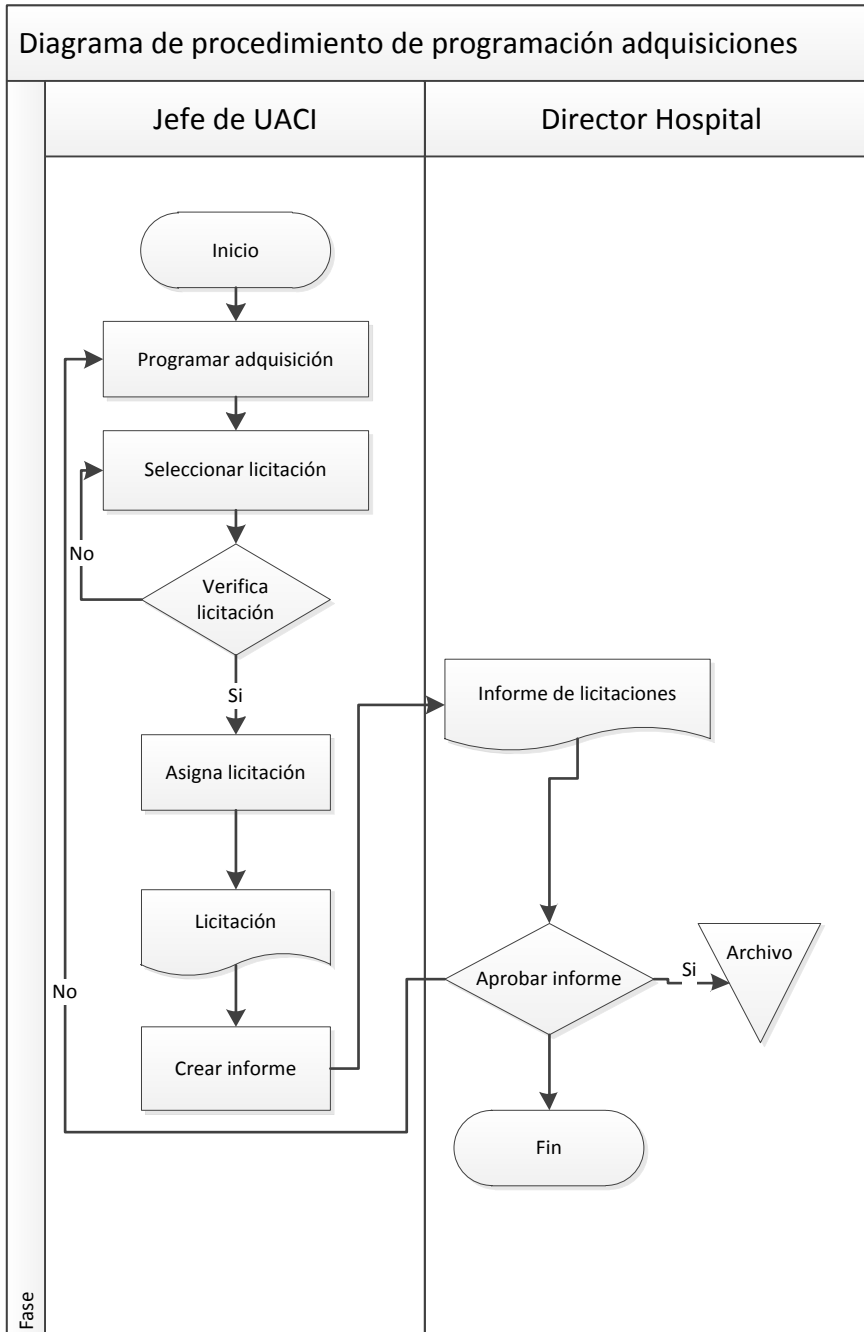 Diagrama de procedimiento de programación adquisiciones
Jefe de UACI
Director Hospital
Inicio
Programar adquisición
Seleccionar licitación
No
Verifica
licitación
Si
Asigna licitación
Licitación
Crear informe
Informe de licitaciones
Aprobar informe
Si
Archivo
No
Fin
Fase